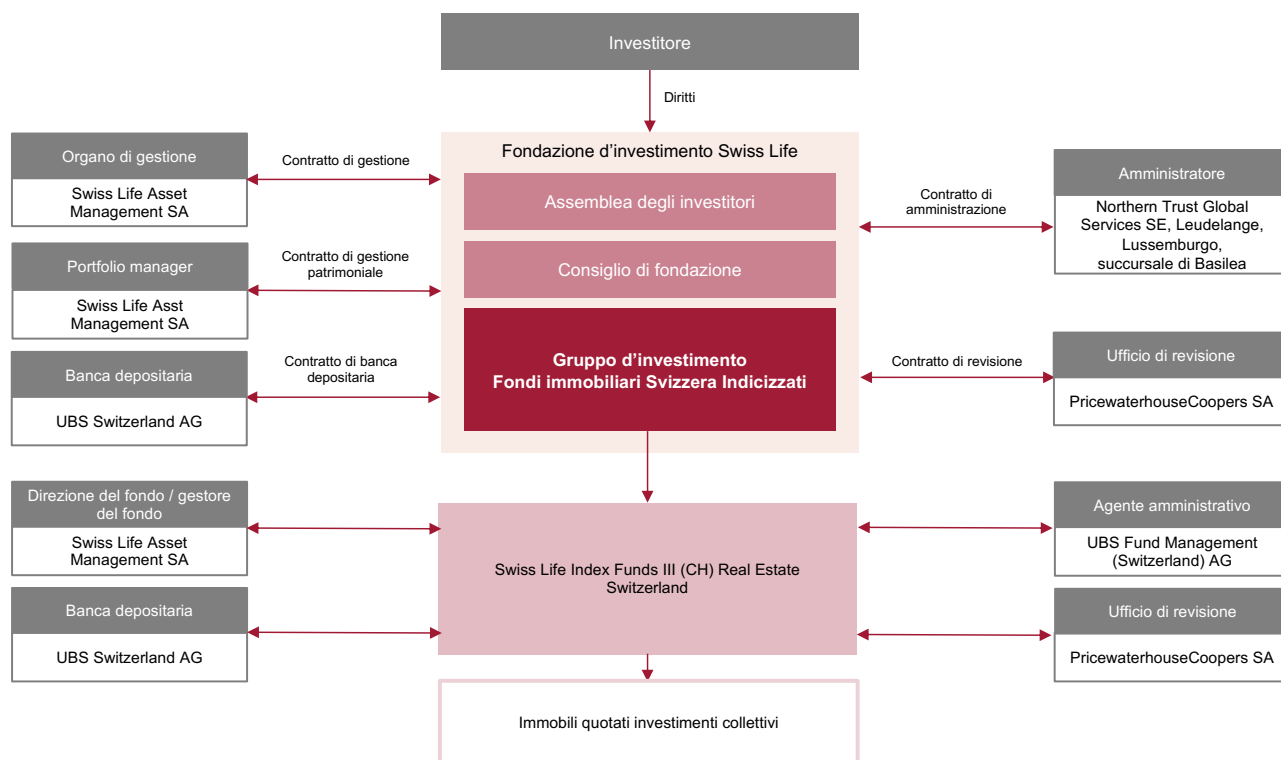 Investitore
Diritti
Organo di gestione
Swiss Life Asset
Management SA
Contratto di gestione
Portfolio manager
Swiss Life Asst
Management SA
Contratto di gestione
patrimoniale
Banca depositaria
UBS Switzerland AG
Contratto di banca
depositaria
Fondazione d'investimento Swiss Life
Assemblea degli investitori
Consiglio di fondazione
Gruppo d'investimento
Fondi immobiliari Svizzera Indicizzati
Contratto di
amministrazione
Amministratore
Northern Trust Global
Services SE, Leudelange,
Lussemburgo,
succursale di Basilea
Contratto di revisione
Ufficio di revisione
PricewaterhouseCoopers SA
Direzione del fondo / gestore
del fondo
Swiss Life Asset
Management SA
Banca depositaria
UBS Switzerland AG
Swiss Life Index Funds III (CH) Real Estate
Switzerland
Agente amministrativo
UBS Fund Management
(Switzerland) AG
Ufficio di revisione
PricewaterhouseCoopers SA
Immobili quotati investimenti collettivi